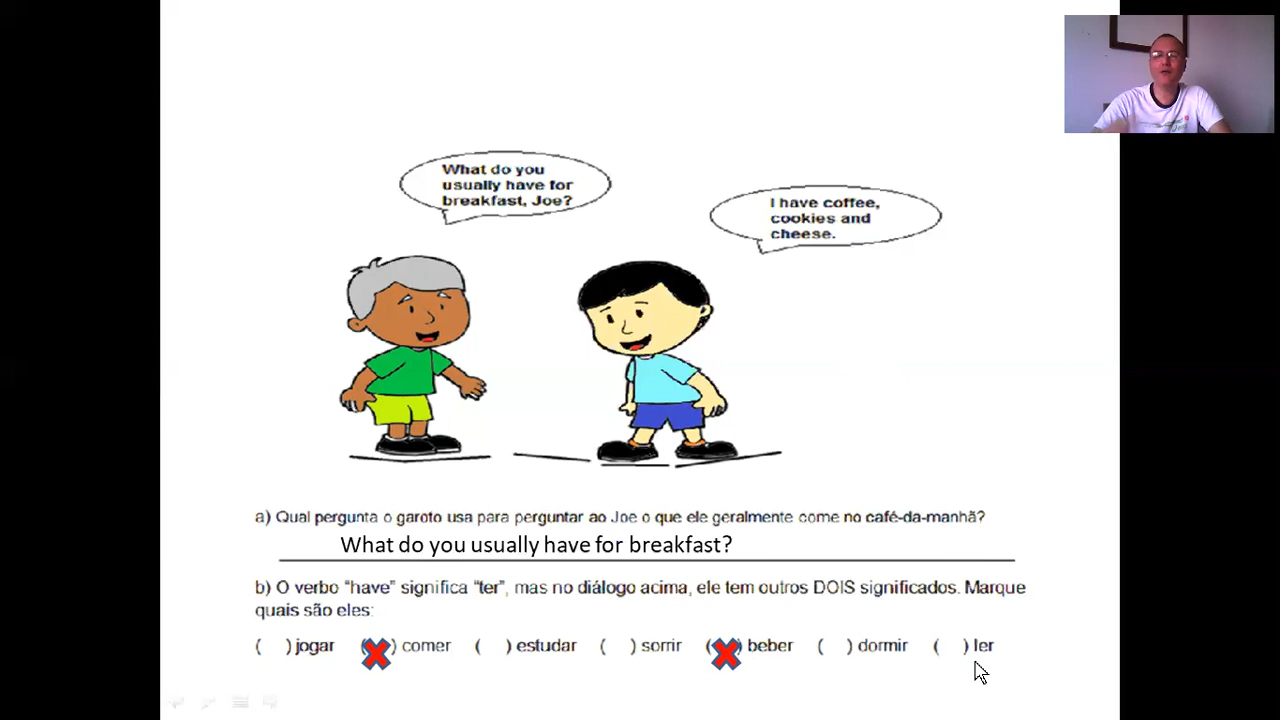 What do you
usually have for
breakfast, Joe?
I have coffee,
cookies and
cheese.
a) Qual pergunta o garoto usa para perguntar ao Joe o que ele geralmente come no café-da-manhã?
What do you usually have for breakfast?
b) O verbo “have” significa “ter”, mas no diálogo acima, ele tem outros DOIS significados. Marque
quais são eles:
( ) jogar ( ) comer ( ) estudar ( ) sorrir ( ) beber ( ) dormir ( ) ler